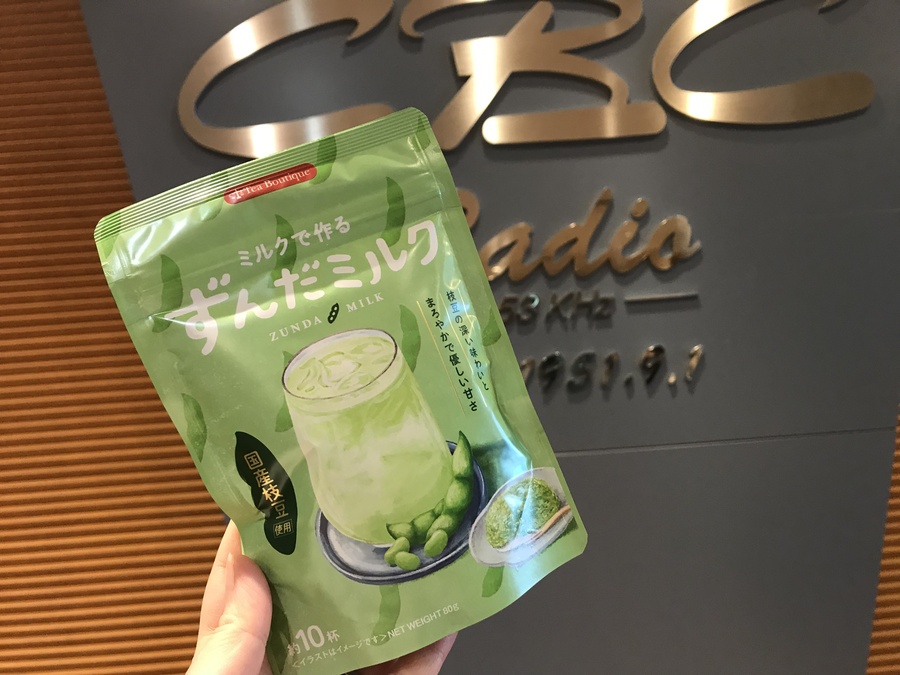 CBC
Radio
KHz
1951.9.1
Tea Boutique
ミルクで作る
ずんだミルク
ZUNDA MILK
枝豆の深い味わいと
まろやかで優しい甘さ
国産枝豆
使用
約10杯
<イラストはイメージです> NET WEIGHT 80g